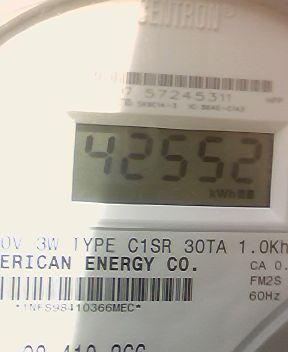 CENTRON
57245311
42552
kWh
0V 3W TYPE C1SR 30TA 1.0Kh
ERICAN ENERGY CO.
CA 0.
FM2S
60Hz
*1NFS98410366MEC*